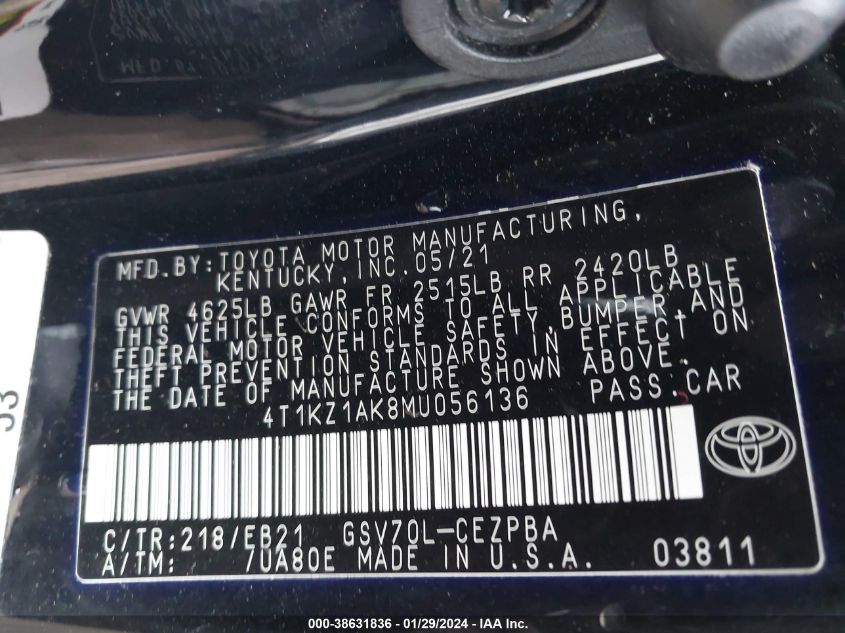 MFD.BY:TOYOTA MOTOR MANUFACTURING,
KENTUCKY,INC.05/21
GVWR 4625LB GAWR FR 2515LB RR 2420LB
THIS VEHICLE CONFORMS TO ALL APPLICABLE
FEDERAL MOTOR VEHICLE SAFETY,BUMPER,AND
THEFT PREVENTION STANDARDS IN EFFECT ON
THE DATE OF MANUFACTURE SHOWN ABOVE.
4T1KZ1AK8MU056136 PASS.CAR
C/TR:218/EB21 GSV70L-CEZPBA
A/TM: /UA80E MADE IN U.S.A. 03811
53
000-38631836 - 01/29/2024 - IAA Inc.